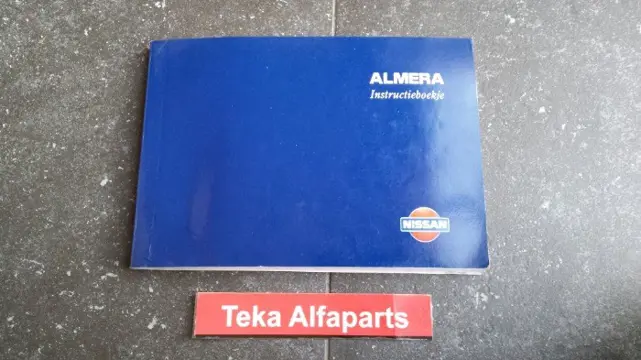 ALMERA
Instructieboekje
NISSAN
Teka Alfaparts